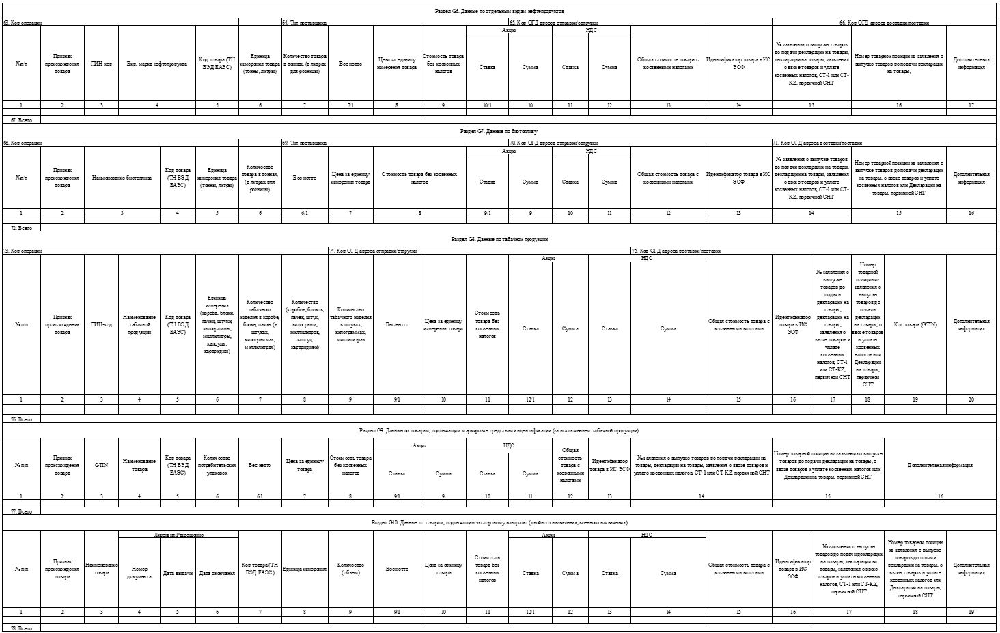 Раздел G6. Данные по отдельным видам нефтепродуктов
63. Код операции
64. Тип поставщика
65. Код ОГД адреса отправки/отгрузки
66. Код ОГД адреса доставки/поставки
№ п/п
Признак
происхождения
товара
ПИН-код
Вид, марка нефтепродукта
Код товара (ТН
ВЭД ЕАЭС)
Единица
измерения товара
(тонны, литры)
Количество товара
в тоннах, (в литрах
для розницы)
Вес нетто
Цена за единицу
измерения товара
Стоимость товара
без косвенных
налогов
Акциз
Ставка
Сумма
НДС
Ставка
Сумма
Общая стоимость товара с
косвенными налогами
Идентификатор товара в ИС
ЭСФ
№ заявления о выпуске товаров
до подачи декларации на товары,
декларации на товары, заявления
о ввозе товаров и уплате
косвенных налогов, СТ-1 или СТ-
KZ, первичной СНТ
Номер товарной позиции из заявления о
выпуске товаров до подачи декларации
на товары,
Дополнительная
информация
1 2 3 4 5 6 7 7/1 8 9 10/1 10 11 12 13 14 15 16 17
67. Всего
Раздел G7. Данные по биотопливу
68. Код операции
69. Тип поставщика
70. Код ОГД адреса отправки/отгрузки
71. Код ОГД адреса доставки/поставки
№ п/п
Признак
происхождения
товара
Наименование биотоплива
Код товара
(ТН ВЭД
ЕАЭС)
Единица
измерения товара
(тонны, литры)
Количество
товара в тоннах,
(в литрах для
розницы)
Вес нетто
Цена за единицу
измерения товара
Стоимость товара без косвенных
налогов
Акциз
Ставка
Сумма
НДС
Ставка
Сумма
Общая стоимость товара с
косвенными налогами
Идентификатор товара в ИС
ЭСФ
№ заявления о выпуске товаров
до подачи декларации на товары,
декларации на товары, заявления
о ввозе товаров и уплате
косвенных налогов, СТ-1 или СТ-
KZ, первичной СНТ
Номер товарной позиции из заявления о
выпуске товаров до подачи декларации
на товары, о ввозе товаров и уплате
косвенных налогов или Декларации на
товары, первичной СНТ
Дополнительная
информация
1 2 3 4 5 6 6/1 7 8 9/1 9 10 11 12 13 14 15 16
72. Всего
Раздел G8. Данные по табачной продукции
73. Код операции
74. Код ОГД адреса отправки/отгрузки
75. Код ОГД адреса доставки/поставки
№ п/п
Признак
происхождения
товара
ПИН-код
Наименование
табачной
продукции
Код товара
(ТН ВЭД
ЕАЭС)
Единица
измерения
(короба, блоки,
пачки, штуки,
килограммы,
миллилитры,
капсулы,
картриджи)
Количество
табачного
изделия в коробе,
блоке, пачке (в
штуках,
килограммах,
миллилитрах)
Количество
(коробов, блоков,
пачек, штук,
килограмм,
миллилитров,
капсул,
картриджей)
Количество
табачного изделия
в штуках,
килограммах,
миллилитрах
Вес нетто
Цена за единицу
измерения товара
Стоимость
товара без
косвенных
налогов
Акциз
Ставка
Сумма
НДС
Ставка
Сумма
Общая стоимость товара с
косвенными налогами
Идентификатор
товара в ИС
ЭСФ
№ заявления о
выпуске
товаров до
подачи
декларации на
товары,
декларации на
товары,
заявления о
ввозе товаров и
уплате
косвенных
налогов, СТ-1
или СТ-KZ,
первичной СНТ
Номер
товарной
позиции из
заявления о
выпуске
товаров до
подачи
декларации
на товары, о
ввозе товаров
и уплате
косвенных
налогов или
Декларации
на товары,
первичной
СНТ
Код товара (GTIN)
Дополнительная
информация
1 2 3 4 5 6 7 8 9 9/1 10 11 12/1 12 13 14 15 16 17 18 19 20
76. Всего
Раздел G9. Данные по товарам, подлежащим маркировке средствами идентификации (за исключением табачной продукции)
№ п/п
Признак
происхождения
товара
GTIN
Наименование
товара
Код товара
(ТН ВЭД
ЕАЭС)
Количество
потребительских
упаковок
Вес нетто
Цена за единицу
товара
Стоимость товара
без косвенных
налогов
Акциз
Ставка
Сумма
НДС
Ставка
Сумма
Общая
стоимость
товара с
косвенными
налогами
Идентификатор
товара в ИС ЭСФ
№ заявления о выпуске товаров до подачи декларации на
товары, декларации на товары, заявления о ввозе товаров и
уплате косвенных налогов, СТ-1 или СТ-KZ, первичной СНТ
Номер товарной позиции из заявления о выпуске
товаров до подачи декларации на товары, о
ввозе товаров и уплате косвенных налогов или
Декларации на товары, первичной СНТ
Дополнительная информация
1 2 3 4 5 6 6/1 7 8 9/1 9 10 11 12 13 14 15 16
77. Всего
Раздел G10. Данные по товарам, подлежащим экспортному контролю (двойного назначения, военного назначения)
№ п/п
Признак
происхождения
товара
Наименование
товара
Лицензия/Разрешение
Номер
документа
Дата выдачи
Дата окончания
Код товара (ТН
ВЭД ЕАЭС)
Единица измерения
Количество
(объем)
Вес нетто
Цена за единицу
товара
Стоимость
товара без
косвенных
налогов
Акциз
Ставка
Сумма
НДС
Ставка
Сумма
Общая стоимость товара с
косвенными налогами
Идентификатор
товара в ИС
ЭСФ
№ заявления о выпуске
товаров до подачи декларации
на товары, декларации на
товары, заявления о ввозе
товаров и уплате косвенных
налогов, СТ-1 или СТ-KZ,
первичной СНТ
Номер товарной позиции
из заявления о выпуске
товаров до подачи
декларации на товары, о
ввозе товаров и уплате
косвенных налогов или
Декларации на товары,
первичной СНТ
Дополнительная
информация
1 2 3 4 5 6 7 8 9 9/1 10 11 12/1 12 13 14 15 16 17 18 19
78. Всего